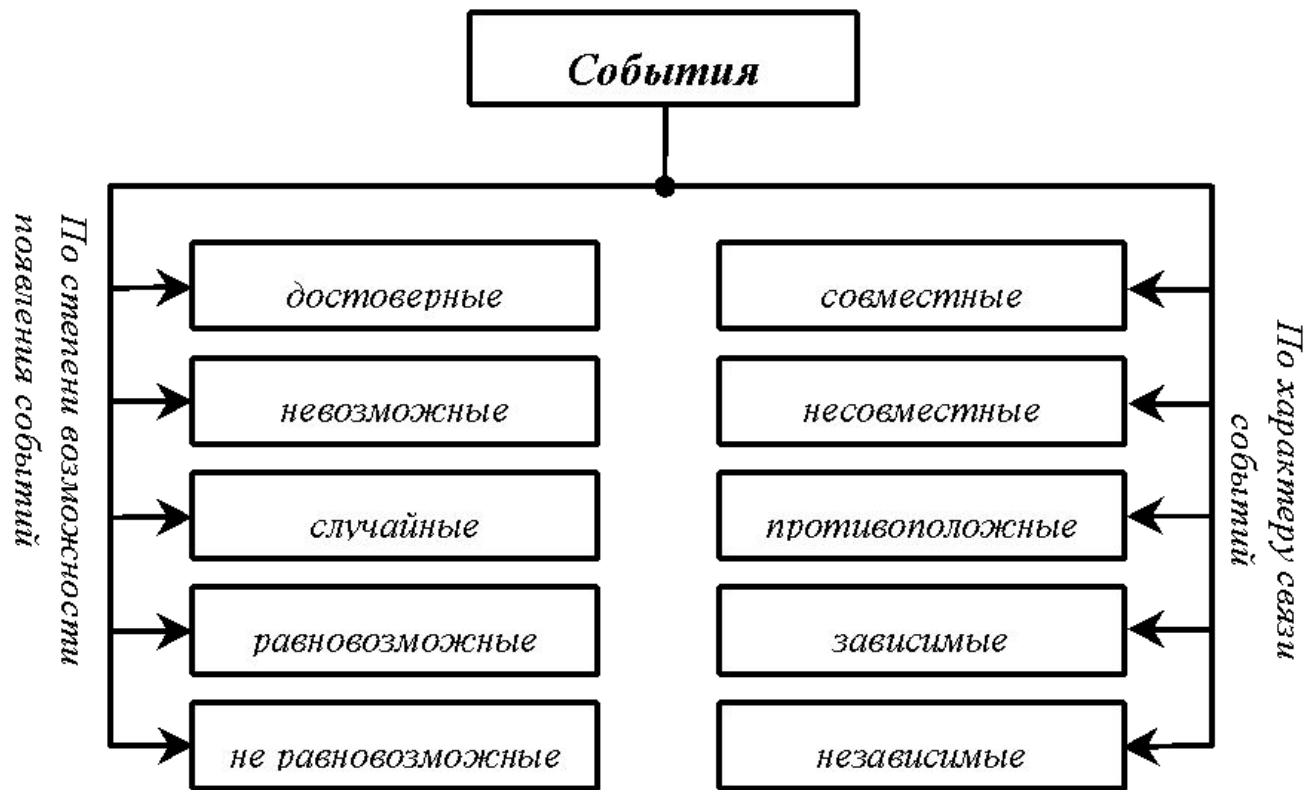 События
По степени возможности
появления событий
достоверные
невозможные
случайные
равновозможные
не равновозможные
совместные
несовместные
противоположные
зависимые
независимые
По характеру связи
событий